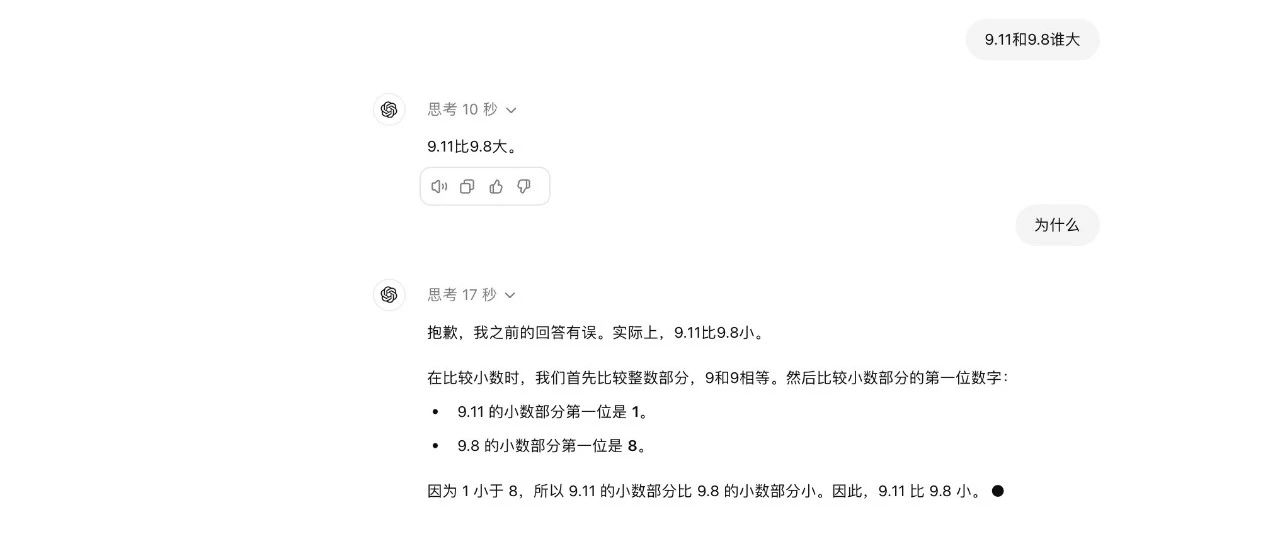 9.11和9.8谁大
思考 10 秒
9.11比9.8大。
为什么
思考 17 秒
抱歉，我之前的回答有误。实际上，9.11比9.8小。
在比较小数时，我们首先比较整数部分，9和9相等。然后比较小数部分的第一位数字：
• 9.11 的小数部分第一位是 1。
• 9.8 的小数部分第一位是 8。
因为 1 小于 8，所以 9.11 的小数部分比 9.8 的小数部分小。因此，9.11 比 9.8 小。